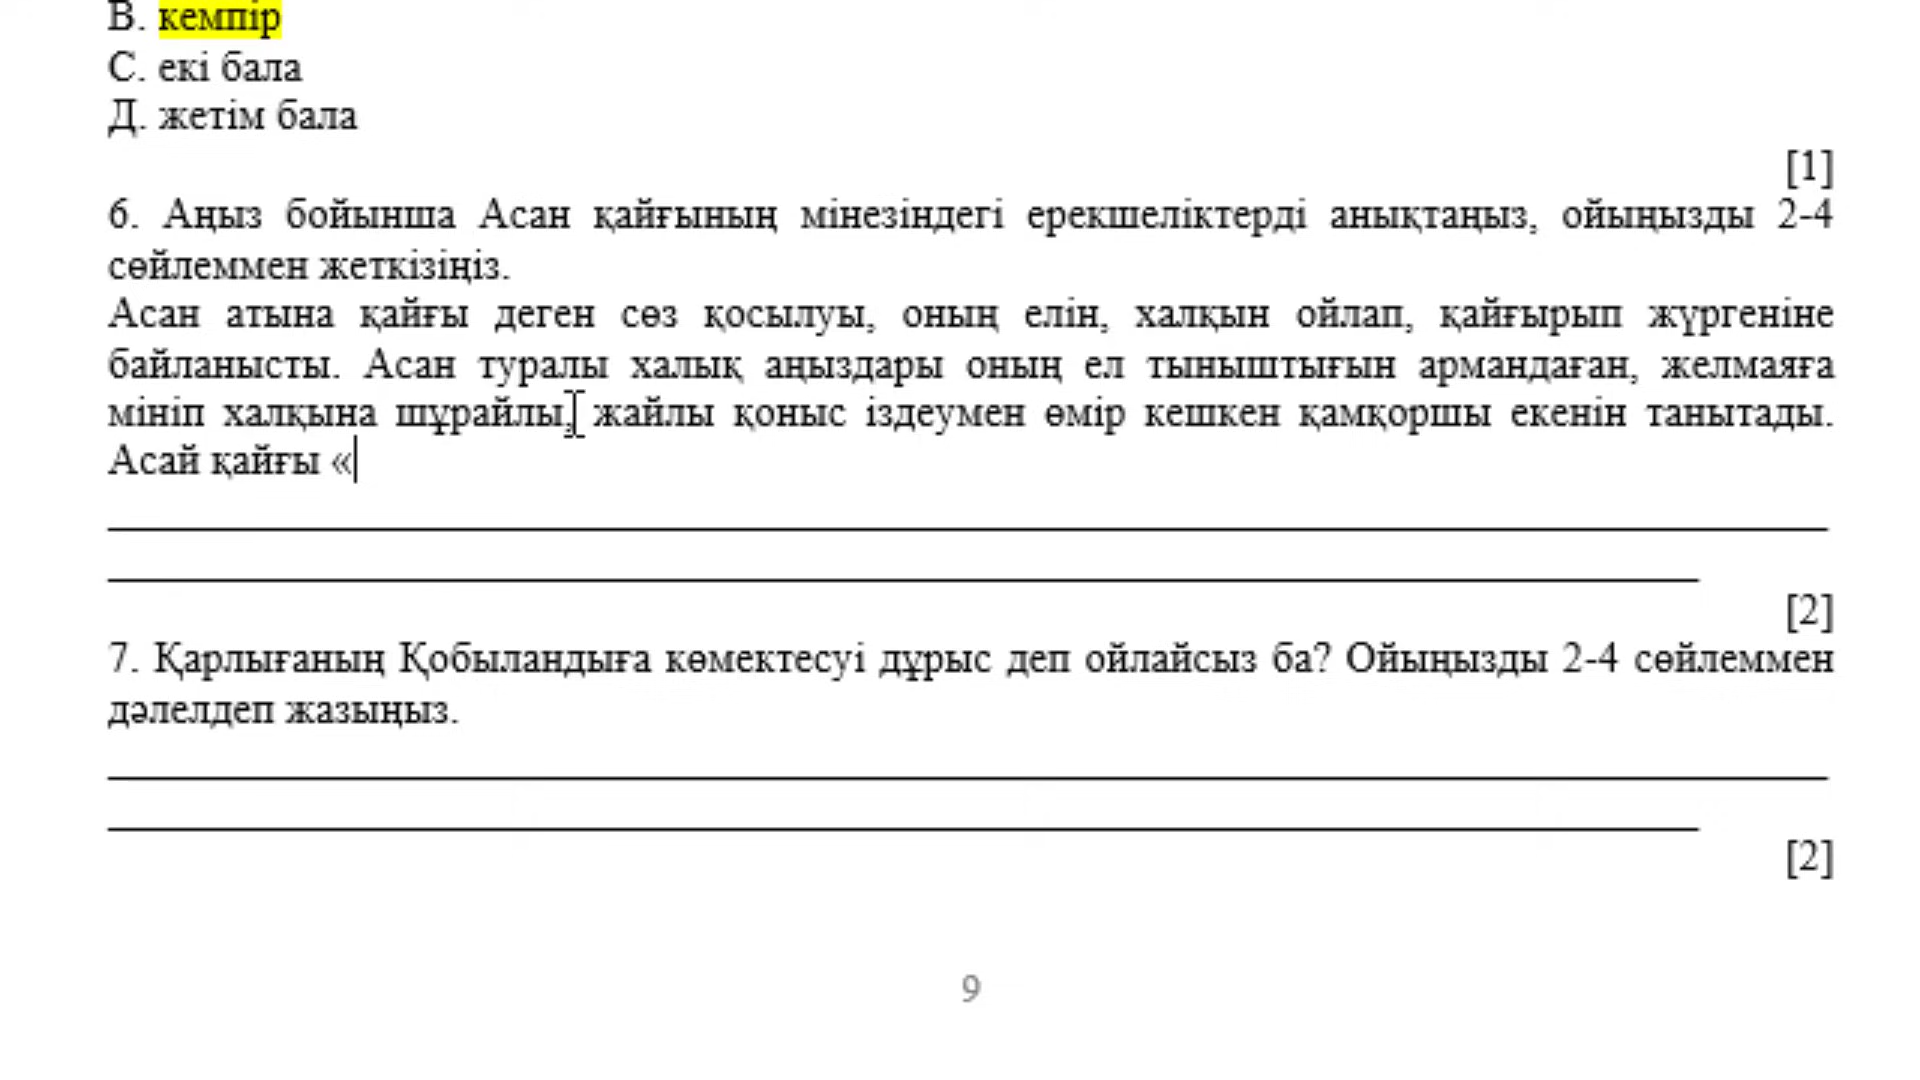 В. кемпір
С. екі бала
Д. жетім бала
[1]
6. Аңыз бойынша Асан қайғының мінезіндегі ерекшеліктерді анықтаңыз, ойыңызды 2-4
сөйлеммен жеткізіңіз.
Асан атына қайғы деген сөз қосылуы, оның елін, халқын ойлап, қайғырып жүргеніне
байланысты. Асан туралы халық аңыздары оның ел тыныштығын армандаған, желмаяға
мініп халқына шұрайлы, жайлы қоныс іздеумен өмір кешкен қамқоршы екенін танытады.
Асай қайғы «
[2]
7. Қарлығаның Қобыландыға көмектесуі дұрыс деп ойлайсыз ба? Ойыңызды 2-4 сөйлеммен
дәлелдеп жазыңыз.
[2]
9